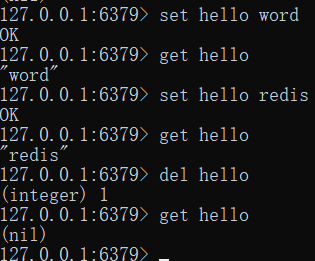 (nil)
127.0.0.1:6379> set hello word
OK
127.0.0.1:6379> get hello
"word"
127.0.0.1:6379> set hello redis
OK
127.0.0.1:6379> get hello
"redis"
127.0.0.1:6379> del hello
(integer) 1
127.0.0.1:6379> get hello
(nil)
127.0.0.1:6379>